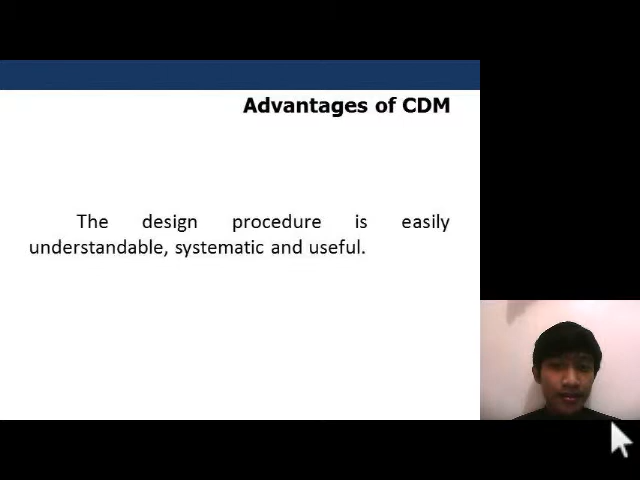 Advantages of CDM
The design procedure is easily
understandable, systematic and useful.